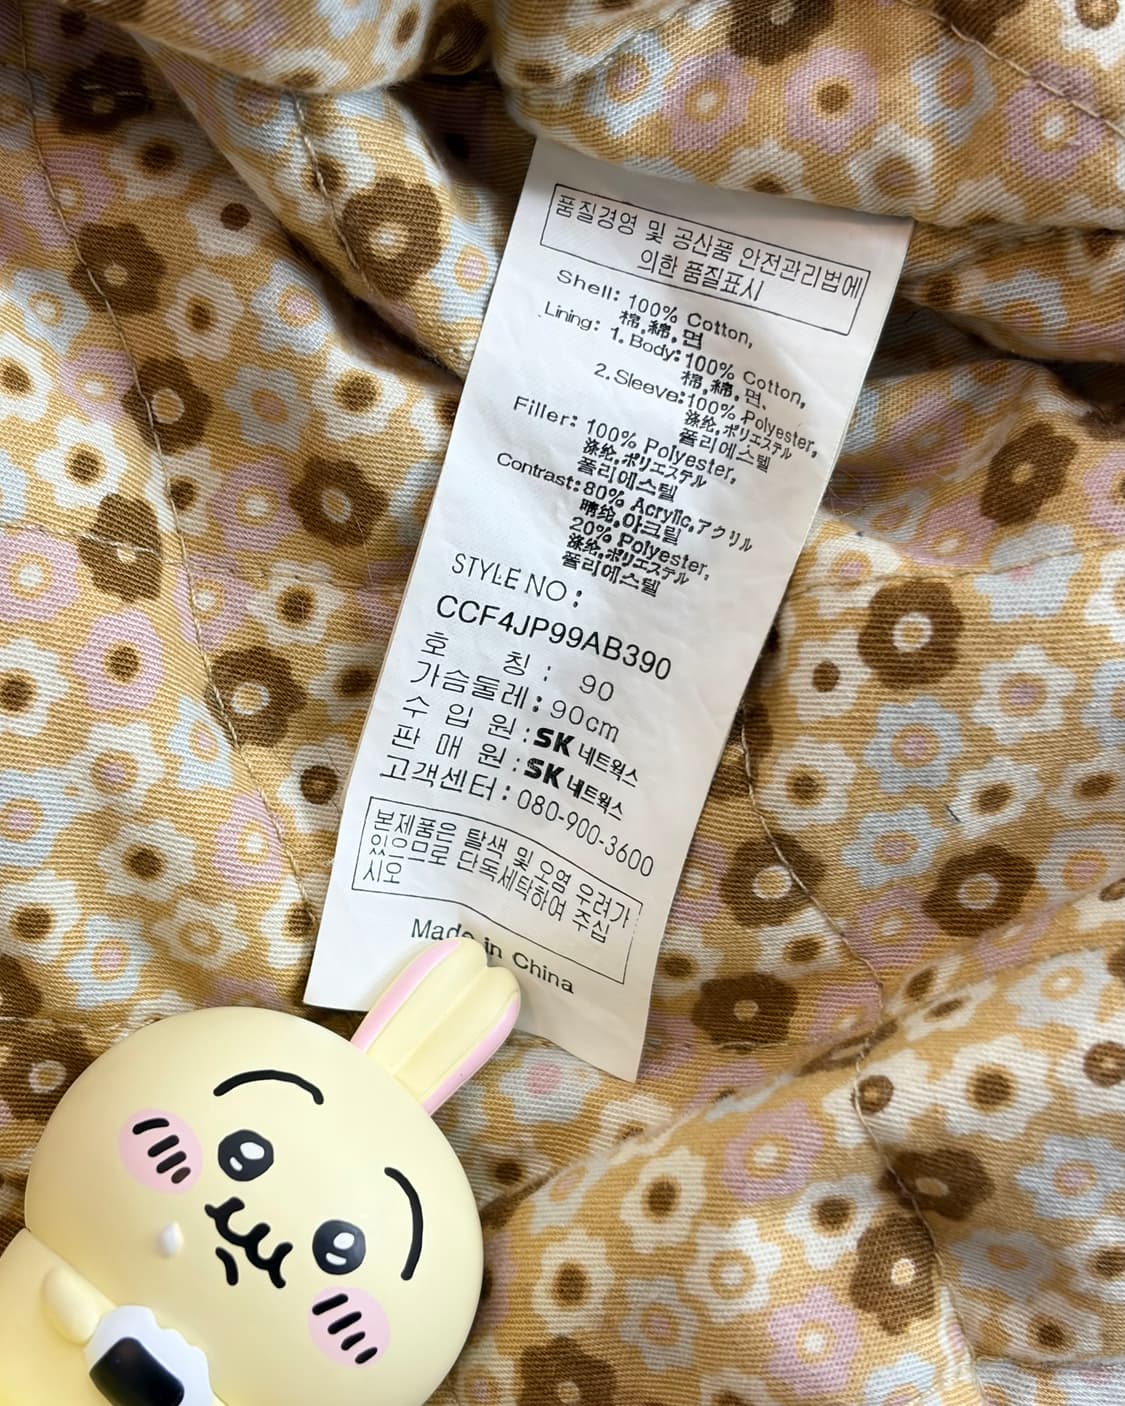 품질경영 및 공산품 안전관리법에
의한 품질표시
Shell: 100% Cotton,
棉,綿,면
Lining: 1.Body:100% Cotton,
棉,綿,면,
2.Sleeve:100% Polyester,
涤纶,ポリエステル
폴리에스텔
Filler: 100% Polyester,
涤纶,ポリエステル
폴리에스텔
Contrast:80% Acrylic,アクリル
晴纶,아크릴
20% Polyester,
涤纶,ポリエステル
폴리에스텔
STYLE NO:
CCF4JP99AB390
호 칭: 90
가슴둘레:90cm
수 입 원:SK네트웍스
판 매 원:SK네트웍스
고객센터:080-900-3600
본제품은 탈색 및 오염 우려가
있으므로 단독세탁하여 주십
시오
Made in China